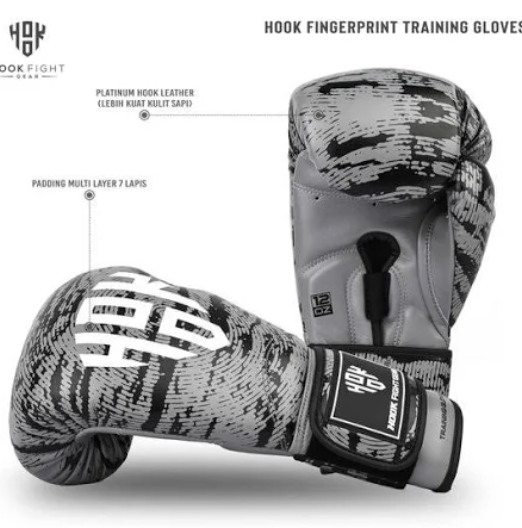 HOOK FINGERPRINT TRAINING GLOVES
HOOK FIGHT
GEAR
PLATINUM HOOK LEATHER
(LEBIH KUAT KULIT SAPI)
PADDING MULTI LAYER 7 LAPIS
12
OZ
HOK
HOOK FIGHT